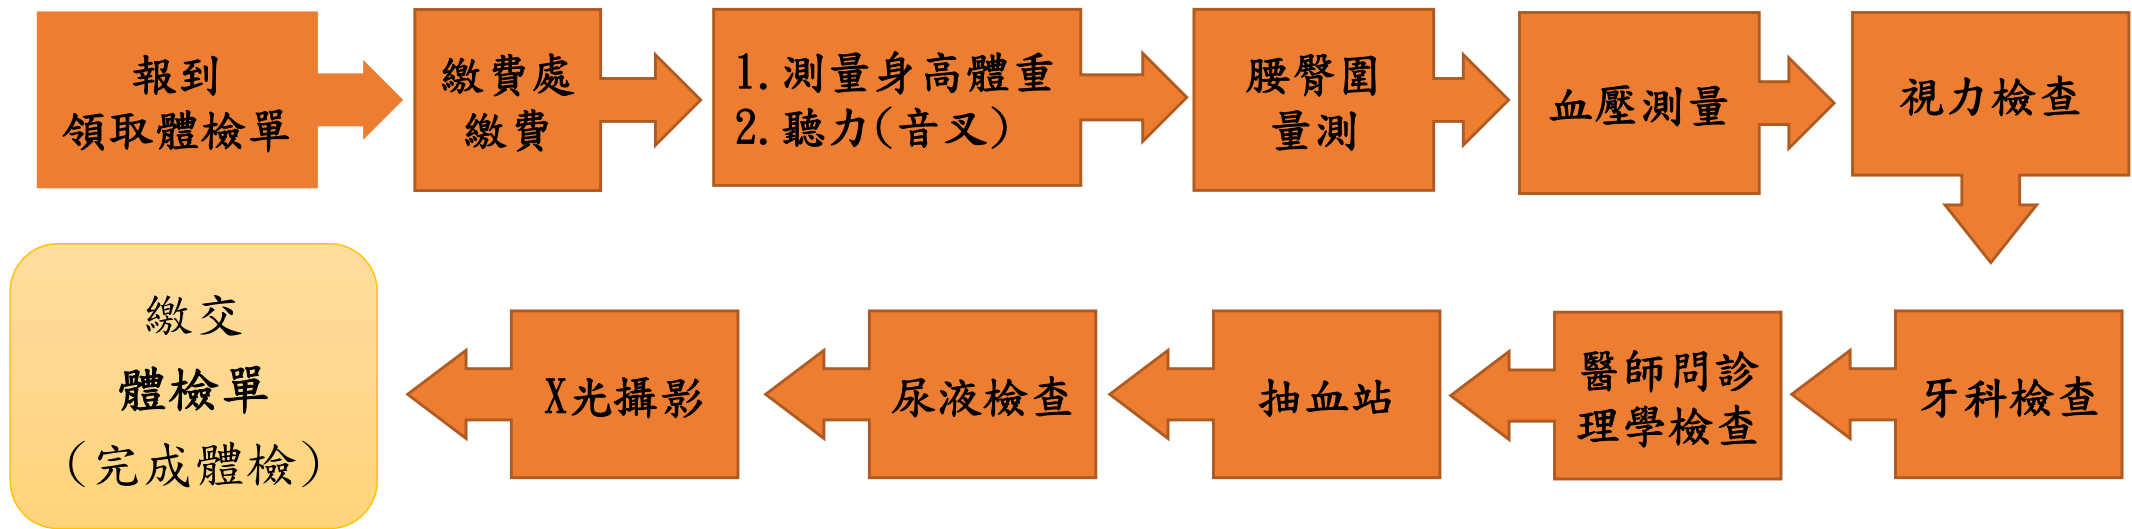 報到
領取體檢單
繳費處
繳費
1.測量身高體重
2.聽力(音叉)
腰臀圍
量測
血壓測量
視力檢查
牙科檢查
醫師問診
理學檢查
抽血站
尿液檢查
X光攝影
繳交
體檢單
(完成體檢)